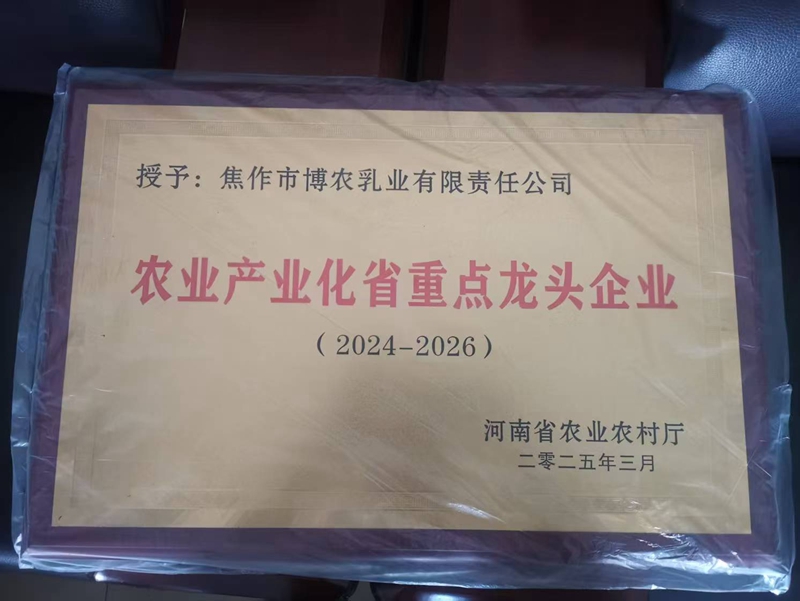 授予：焦作市博农乳业有限责任公司
农业产业化省重点龙头企业
（2024-2026）
河南省农业农村厅
二零二五年三月